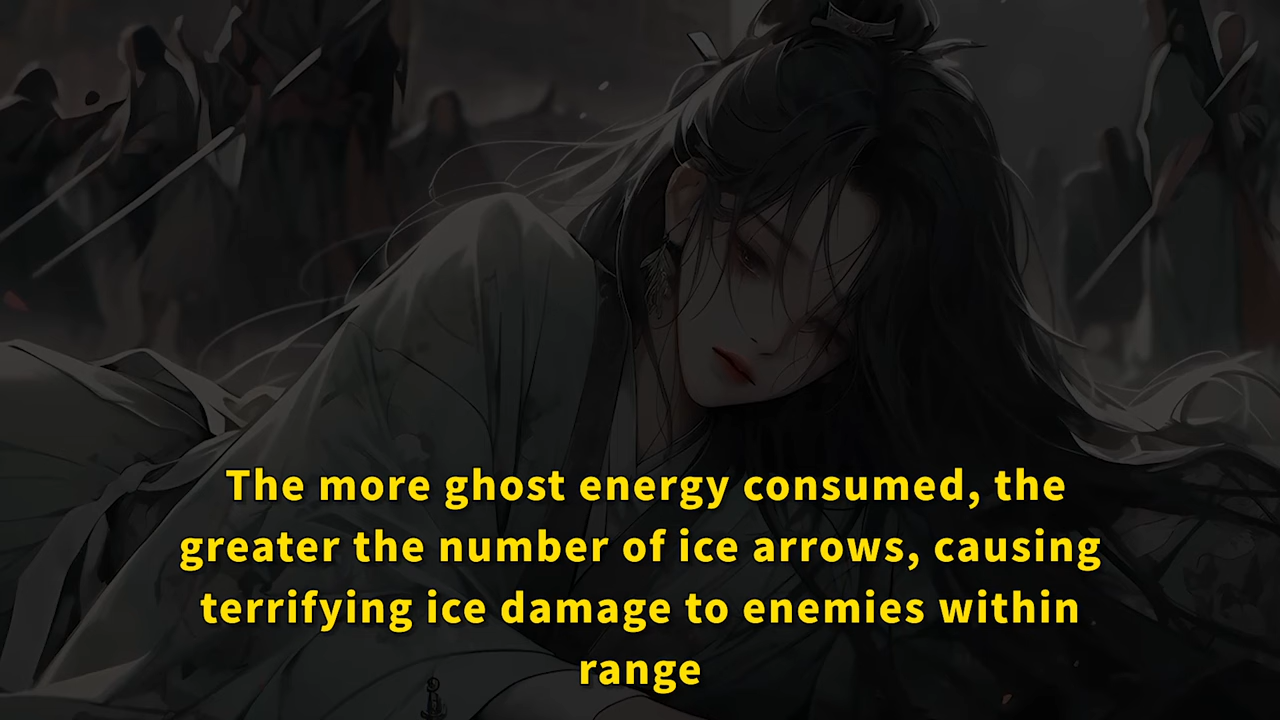 The more ghost energy consumed, the
greater the number of ice arrows, causing
terrifying ice damage to enemies within
range